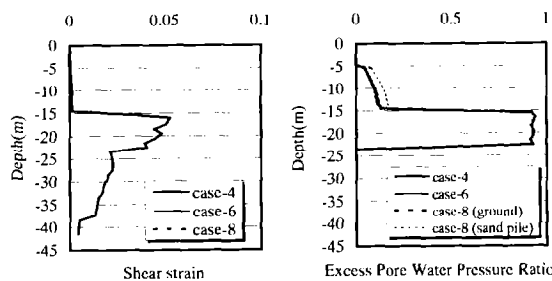 0 0.05 0.1
0
-5
-10
-15
-20
-25
-30
-35
-40
-45
Depth(m)
case-4
case-6
case-8
Shear strain
0 0.5 1
0
-5
-10
-15
-20
-25
-30
-35
-40
-45
Depth(m)
case-4
case-6
case-8 (ground)
case-8 (sand pile)
Excess Pore Water Pressure Ratio